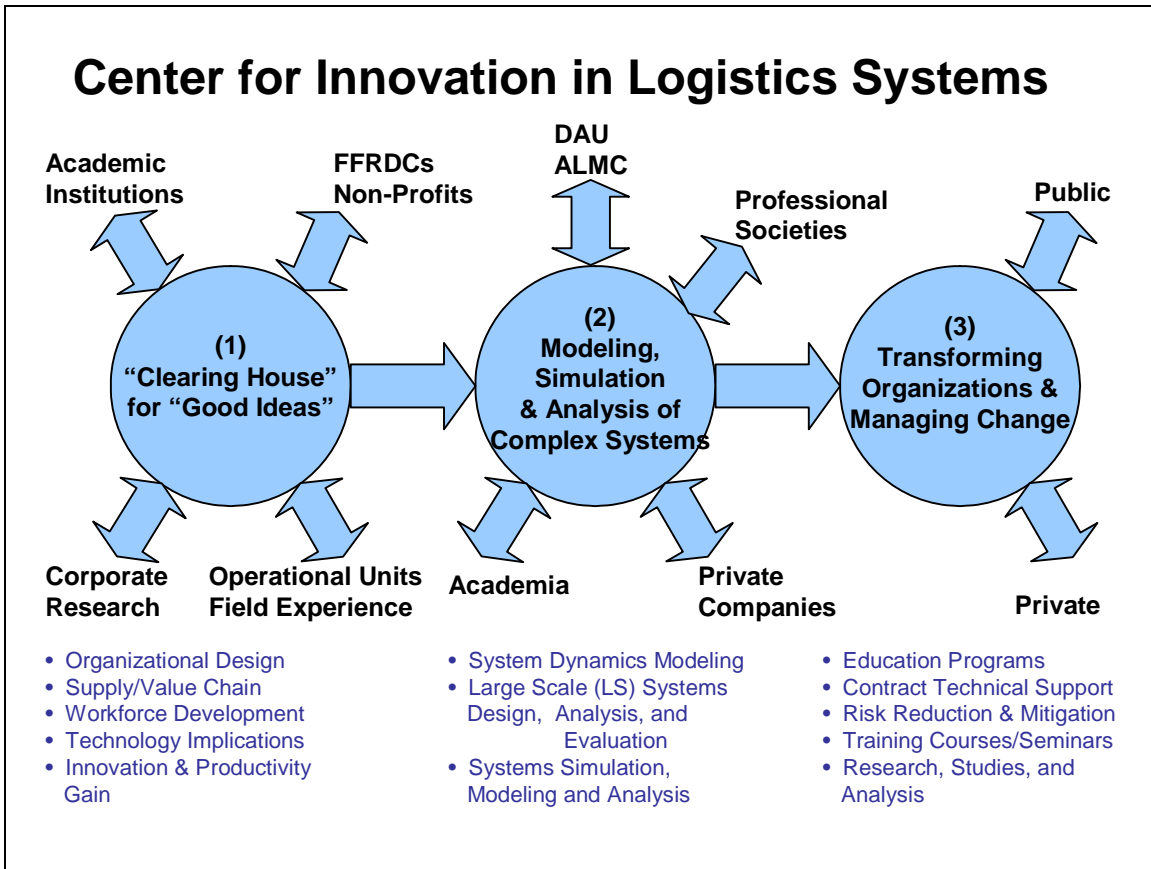 Center for Innovation in Logistics Systems
Academic
Institutions
FFRDCs
Non-Profits
DAU
ALMC
Professional
Societies
Public
(1)
“Clearing House”
for “Good Ideas”
(2)
Modeling,
Simulation
& Analysis of
Complex Systems
(3)
Transforming
Organizations &
Managing Change
Corporate
Research
Operational Units
Field Experience
Academia
Private
Companies
Private
• Organizational Design
• Supply/Value Chain
• Workforce Development
• Technology Implications
• Innovation & Productivity
Gain
• System Dynamics Modeling
• Large Scale (LS) Systems
Design, Analysis, and
Evaluation
• Systems Simulation,
Modeling and Analysis
• Education Programs
• Contract Technical Support
• Risk Reduction & Mitigation
• Training Courses/Seminars
• Research, Studies, and
Analysis